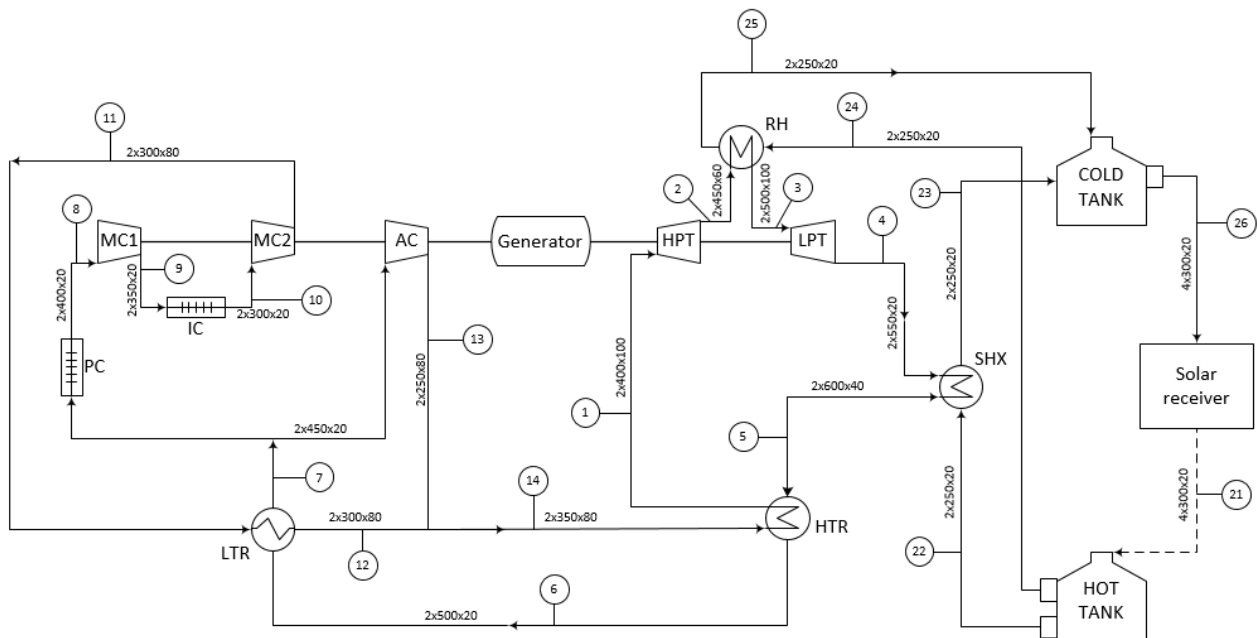 25
2x250x20
11
2x300x80
RH
24
2x250x20
8
2
2x450x60
2x500x100
3
4
COLD
TANK
23
26
MC1
MC2
AC
Generator
HPT
LPT
9
2x400x20
2x350x20
IC
2x300x20
10
2x250x20
4x300x20
PC
13
2x250x80
2x400x100
2x550x20
SHX
Solar
receiver
1
2x600x40
2x450x20
5
7
14
2x250x20
4x300x20
21
LTR
2x300x80
12
2x350x80
HTR
22
6
2x500x20
HOT
TANK